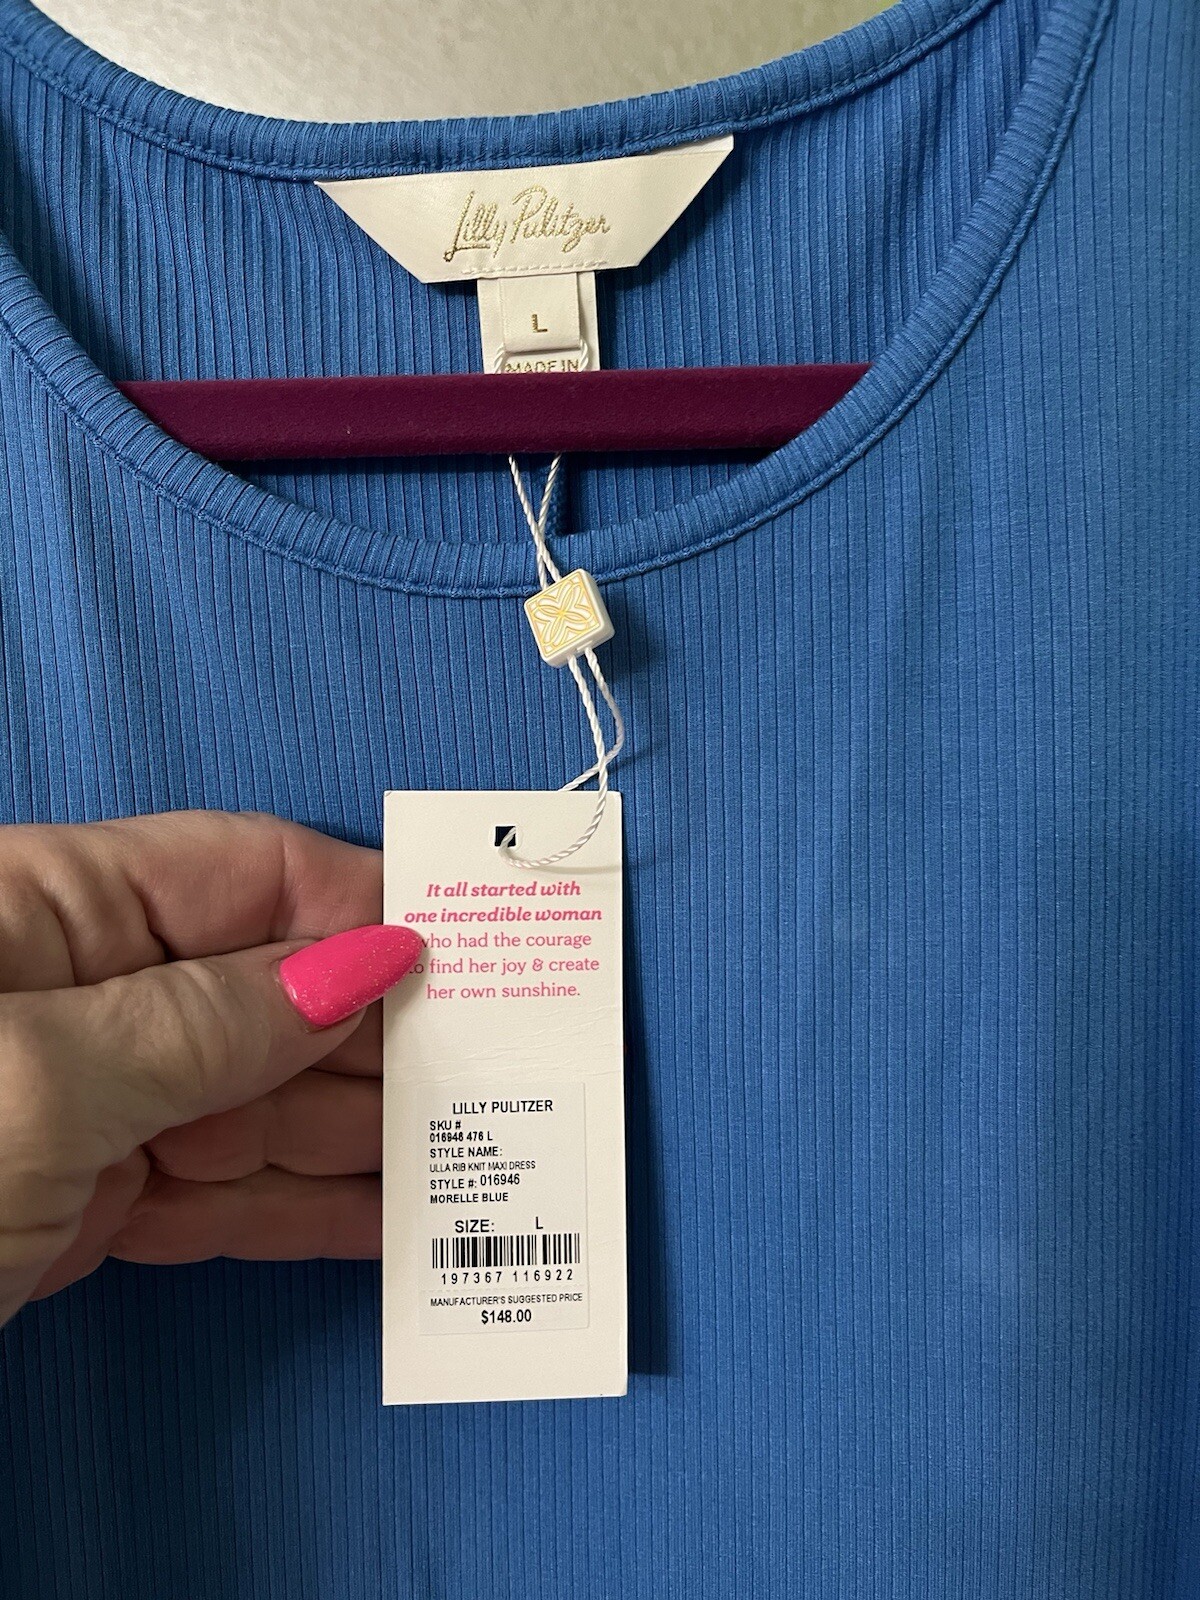 Lilly Pulitzer
L
MADE IN
It all started with
one incredible woman
who had the courage
to find her joy & create
her own sunshine.
LILLY PULITZER
SKU #
016946 476 L
STYLE NAME:
ULLA RIB KNIT MAXI DRESS
STYLE #: 016946
MORELLE BLUE
SIZE: L
197367 116922
MANUFACTURER'S SUGGESTED PRICE
$148.00